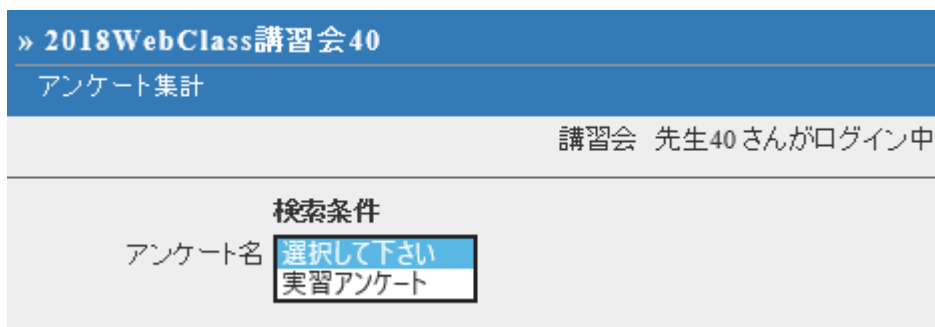 » 2018WebClass講習会40
アンケート集計
講習会 先生40 さんがログイン中
検索条件
アンケート名 選択して下さい
実習アンケート